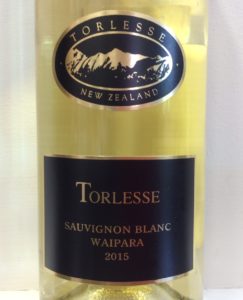 TORLESSE
NEW ZEALAND
TORLESSE
SAUVIGNON BLANC
WAIPARA
2015